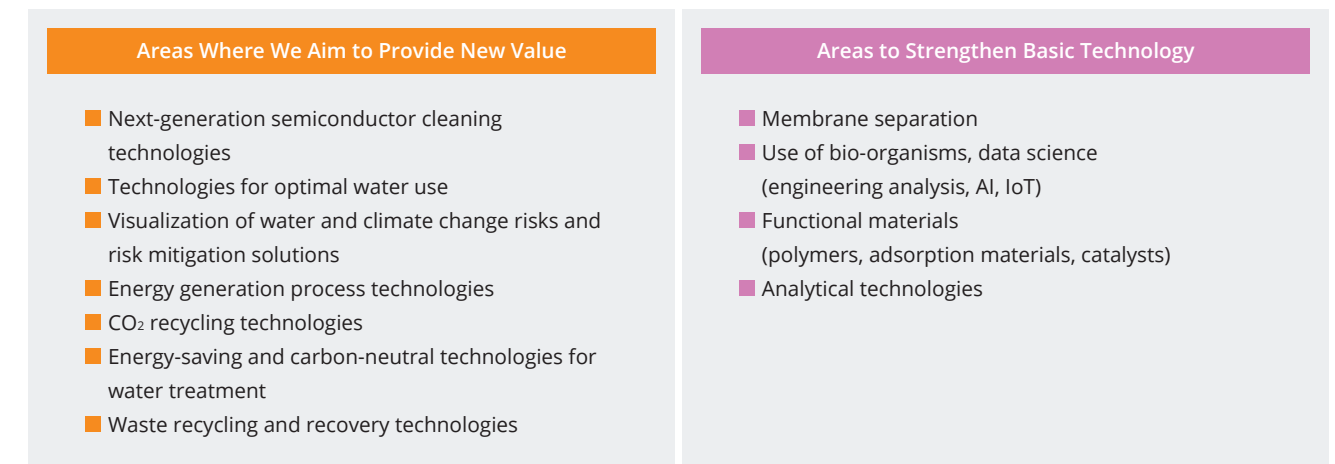 Areas Where We Aim to Provide New Value
Next-generation semiconductor cleaning
technologies
Technologies for optimal water use
Visualization of water and climate change risks and
risk mitigation solutions
Energy generation process technologies
CO₂ recycling technologies
Energy-saving and carbon-neutral technologies for
water treatment
Waste recycling and recovery technologies
Areas to Strengthen Basic Technology
Membrane separation
Use of bio-organisms, data science
(engineering analysis, AI, IoT)
Functional materials
(polymers, adsorption materials, catalysts)
Analytical technologies